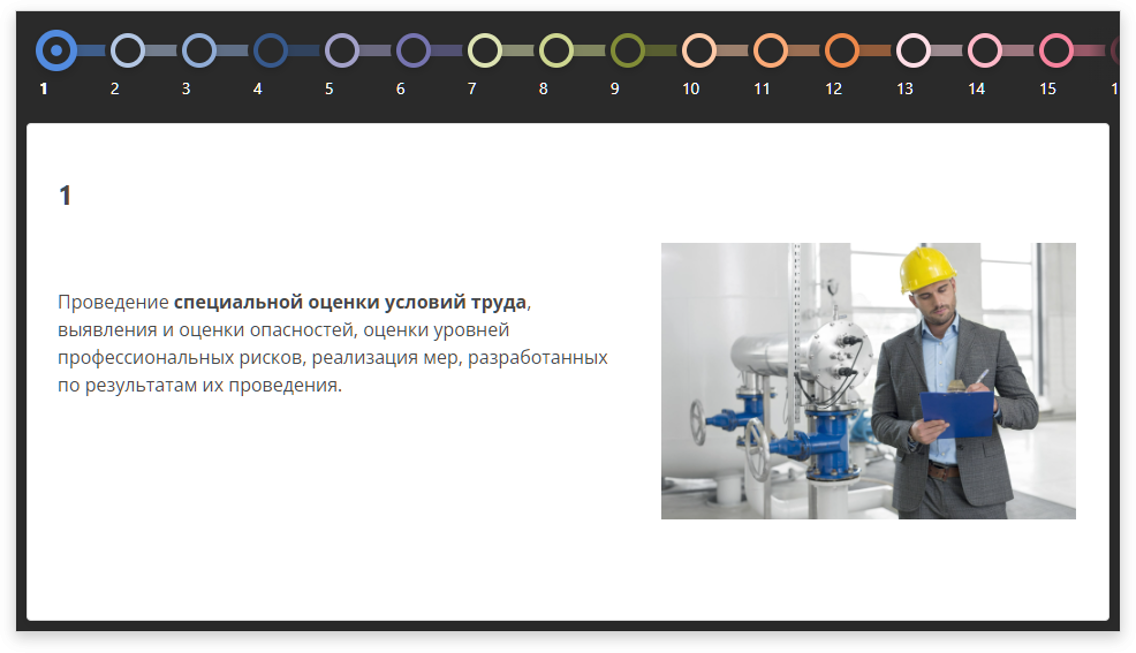 1 2 3 4 5 6 7 8 9 10 11 12 13 14 15
1
Проведение специальной оценки условий труда,
выявления и оценки опасностей, оценки уровней
профессиональных рисков, реализация мер, разработанных
по результатам их проведения.